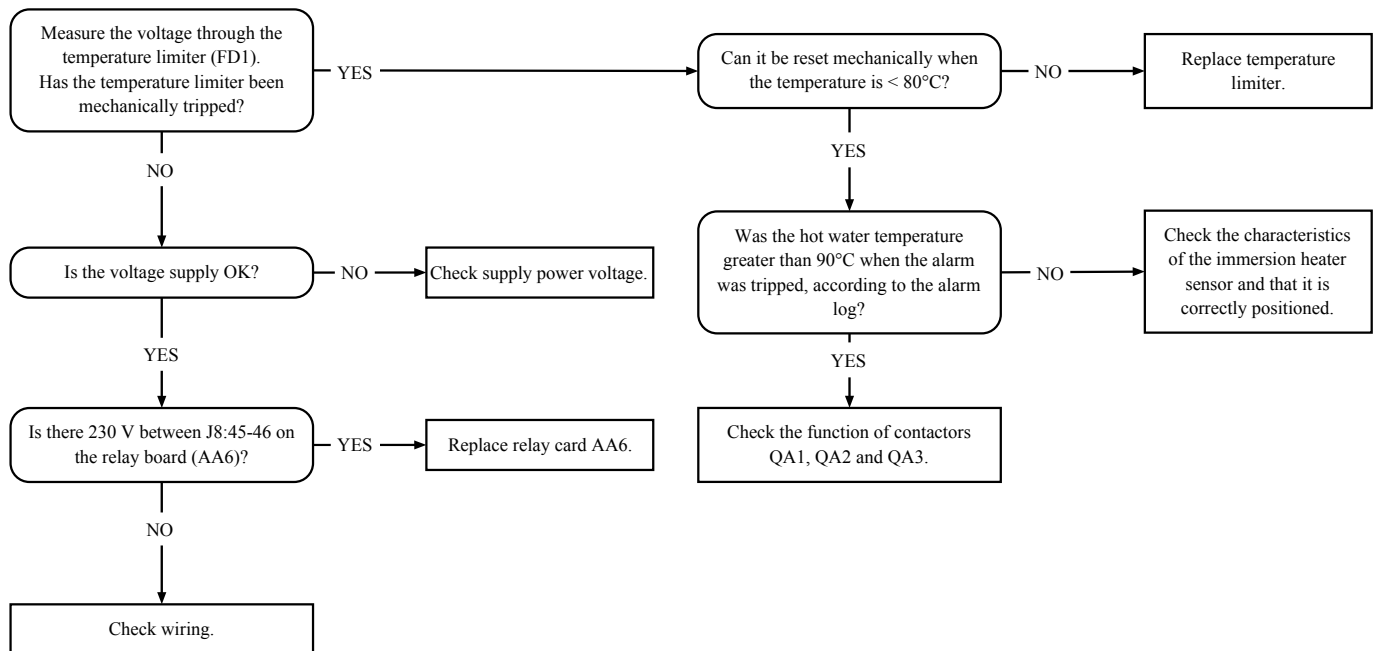 Measure the voltage through the
temperature limiter (FD1).
Has the temperature limiter been
mechanically tripped?
YES
Can it be reset mechanically when
the temperature is < 80°C?
NO
Replace temperature
limiter.
NO
YES
Is the voltage supply OK?
NO
Check supply power voltage.
Was the hot water temperature
greater than 90°C when the alarm
was tripped, according to the alarm
log?
NO
Check the characteristics
of the immersion heater
sensor and that it is
correctly positioned.
YES
YES
Is there 230 V between J8:45-46 on
the relay board (AA6)?
YES
Replace relay card AA6.
Check the function of contactors
QA1, QA2 and QA3.
NO
Check wiring.